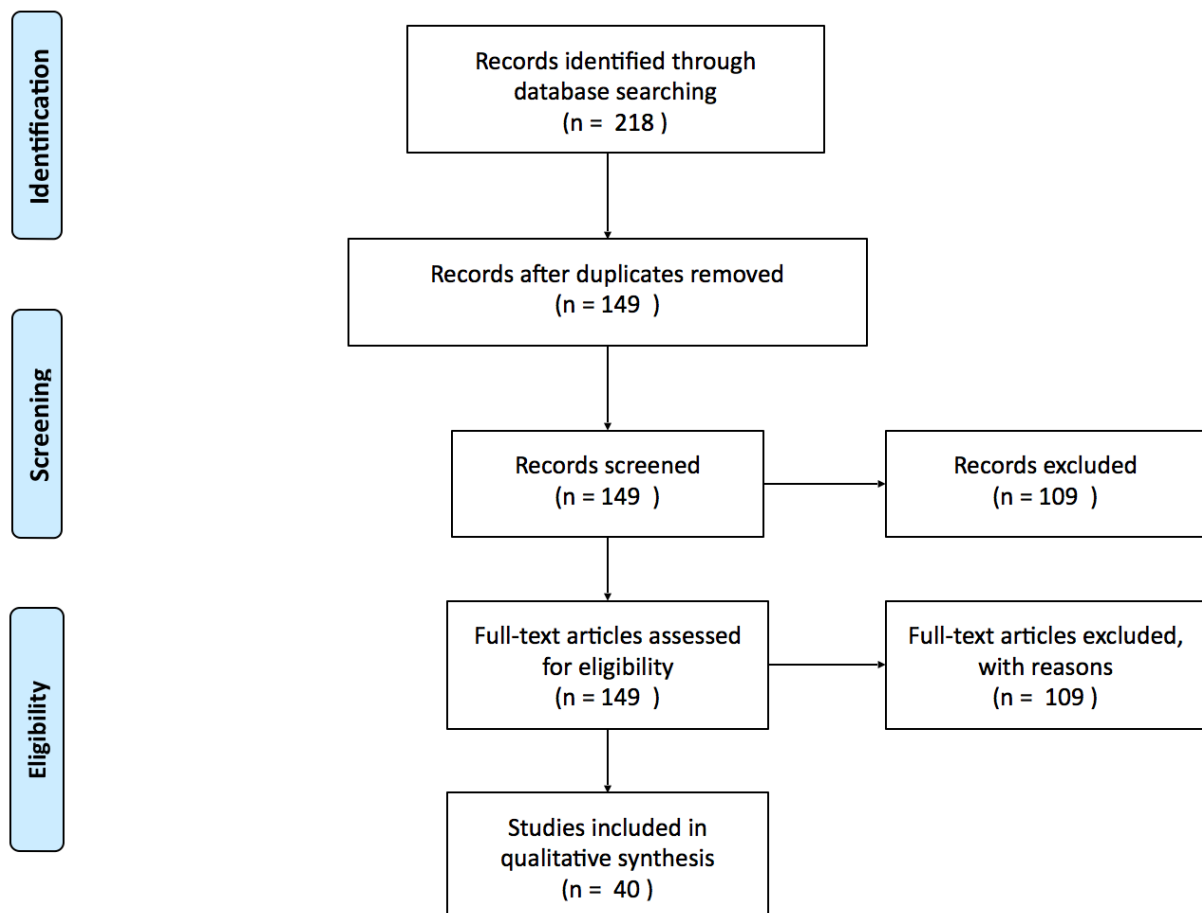 Identification
Records identified through
database searching
(n =  218 )
Records after duplicates removed
(n = 149  )
Screening
Records screened
(n = 149  )
Records excluded
(n = 109  )
Eligibility
Full-text articles assessed
for eligibility
(n = 149  )
Full-text articles excluded,
with reasons
(n =  109 )
Studies included in
qualitative synthesis
(n =  40 )